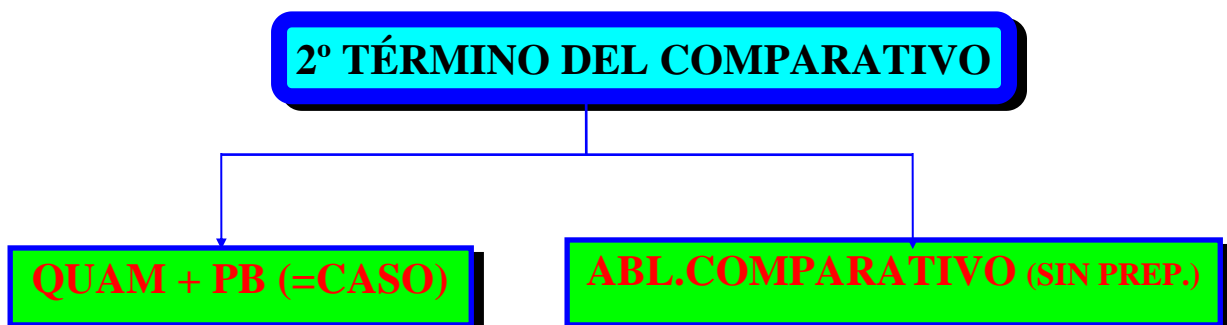 2º TÉRMINO DEL COMPARATIVO
QUAM + PB (=CASO)
ABL.COMPARATIVO (SIN PREP.)